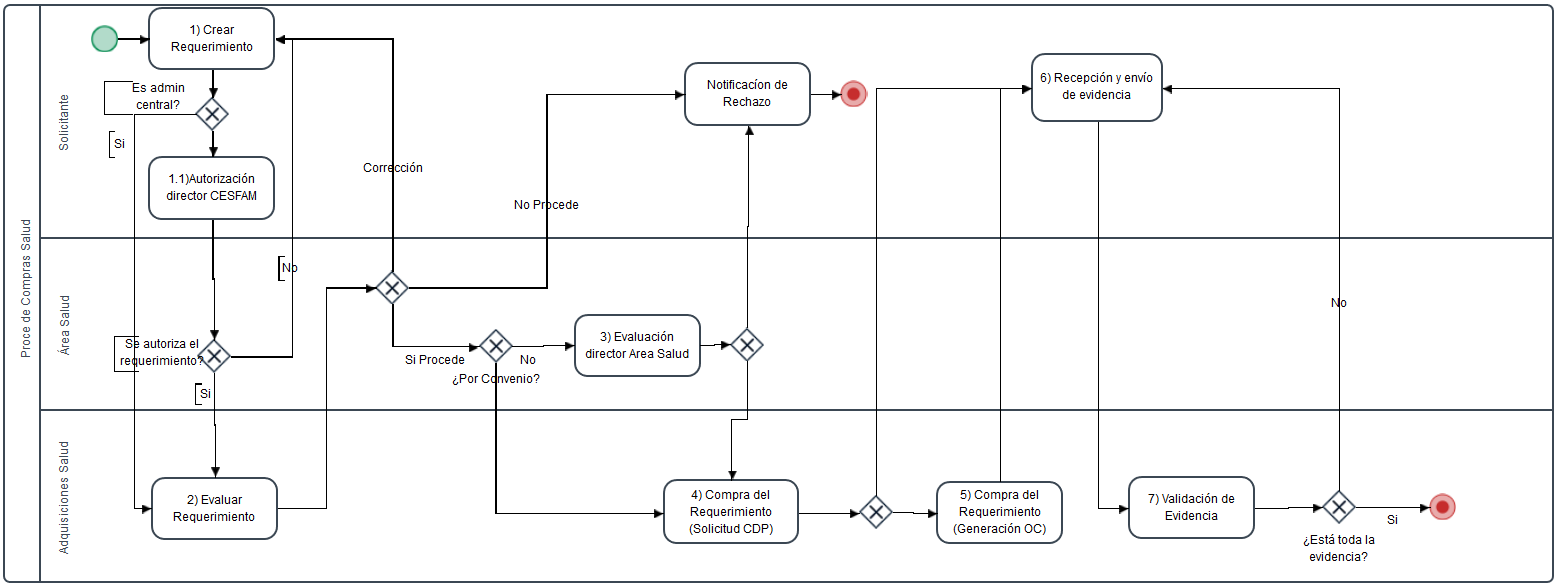 Proce de Compras Salud
Solicitante
1) Crear
Requerimiento
Es admin
central?
Si
1.1)Autorización
director CESFAM
Corrección
No Procede
Notificacíon de
Rechazo
6) Recepción y envío
de evidencia
Área Salud
No
Se autoriza el
requerimiento?
Si
Si Procede
No
¿Por Convenio?
3) Evaluación
director Area Salud
No
Adquisiciones Salud
2) Evaluar
Requerimiento
4) Compra del
Requerimiento
(Solicitud CDP)
5) Compra del
Requerimiento
(Generación OC)
7) Validación de
Evidencia
Si
¿Está toda la
evidencia?